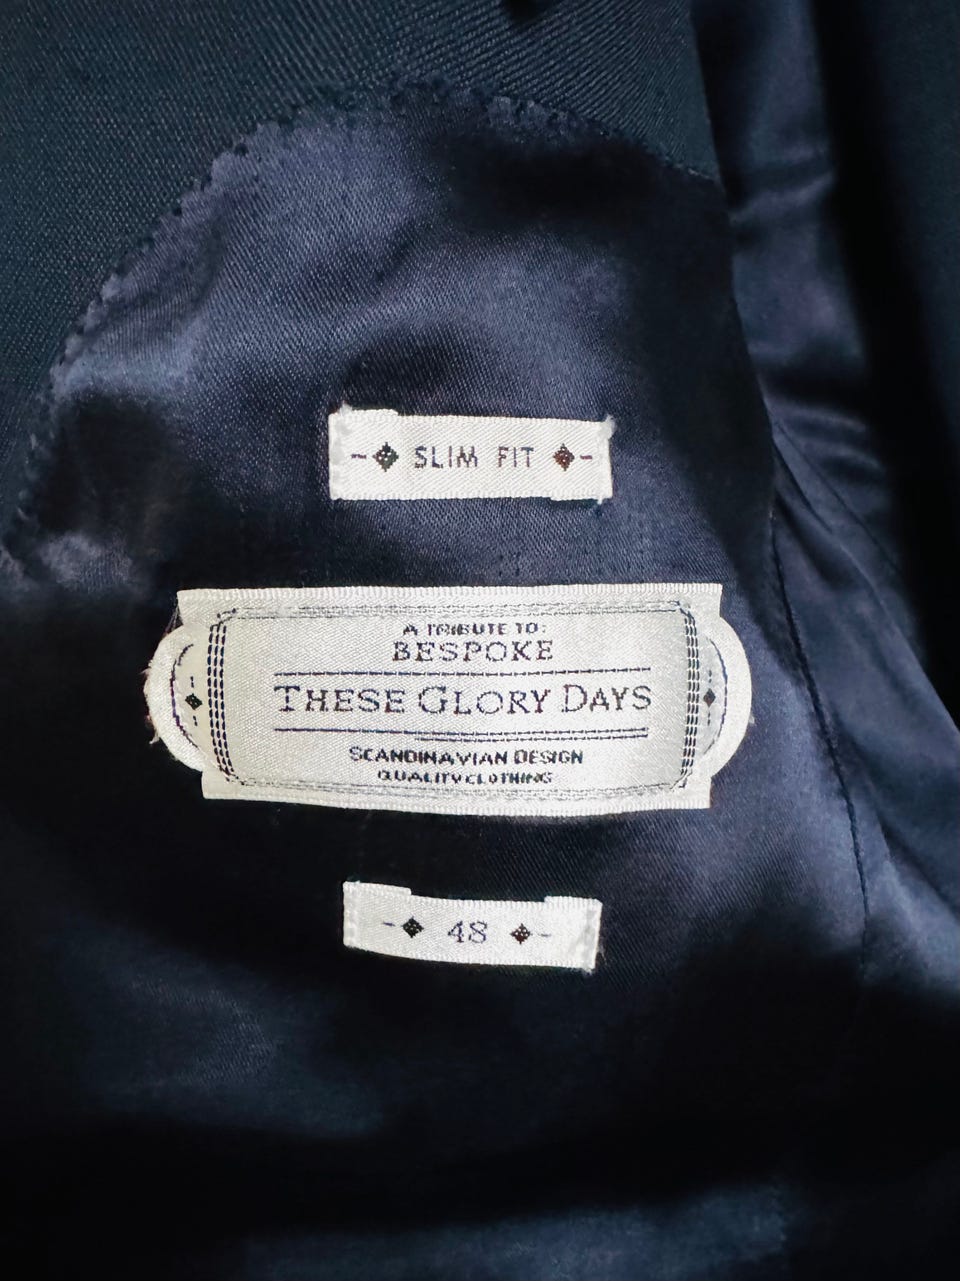 SLIM FIT
A TRIBUTE TO:
BESPOKE
THESE GLORY DAYS
SCANDINAVIAN DESIGN
QUALITY CLOTHING
48